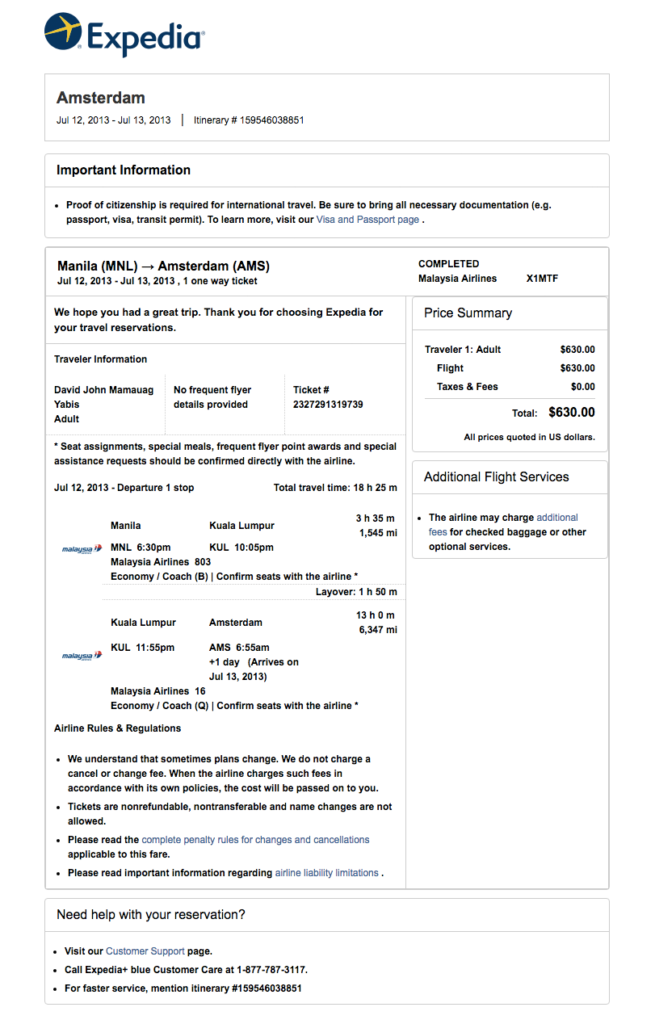 Expedia
Amsterdam
Jul 12, 2013 - Jul 13, 2013 | Itinerary # 159546038851
Important Information
• Proof of citizenship is required for international travel. Be sure to bring all necessary documentation (e.g.
passport, visa, transit permit). To learn more, visit our Visa and Passport page .
Manila (MNL) → Amsterdam (AMS)
Jul 12, 2013 - Jul 13, 2013 , 1 one way ticket
COMPLETED
Malaysia Airlines X1MTF
We hope you had a great trip. Thank you for choosing Expedia for
your travel reservations.
Traveler Information
David John Mamauag
Yabis
Adult
No frequent flyer
details provided
Ticket #
2327291319739
* Seat assignments, special meals, frequent flyer point awards and special
assistance requests should be confirmed directly with the airline.
Jul 12, 2013 - Departure 1 stop Total travel time: 18 h 25 m
Manila Kuala Lumpur 3 h 35 m
1,545 mi
malaysia MNL 6:30pm KUL 10:05pm
Malaysia Airlines 803
Economy / Coach (B) | Confirm seats with the airline *
Layover: 1 h 50 m
Kuala Lumpur Amsterdam 13 h 0 m
6,347 mi
malaysia KUL 11:55pm AMS 6:55am
+1 day (Arrives on
Jul 13, 2013)
Malaysia Airlines 16
Economy / Coach (Q) | Confirm seats with the airline *
Airline Rules & Regulations
• We understand that sometimes plans change. We do not charge a
cancel or change fee. When the airline charges such fees in
accordance with its own policies, the cost will be passed on to you.
• Tickets are nonrefundable, nontransferable and name changes are not
allowed.
• Please read the complete penalty rules for changes and cancellations
applicable to this fare.
• Please read important information regarding airline liability limitations .
Price Summary
Traveler 1: Adult $630.00
Flight $630.00
Taxes & Fees $0.00
Total: $630.00
All prices quoted in US dollars.
Additional Flight Services
• The airline may charge additional
fees for checked baggage or other
optional services.
Need help with your reservation?
• Visit our Customer Support page.
• Call Expedia+ blue Customer Care at 1-877-787-3117.
• For faster service, mention itinerary #159546038851